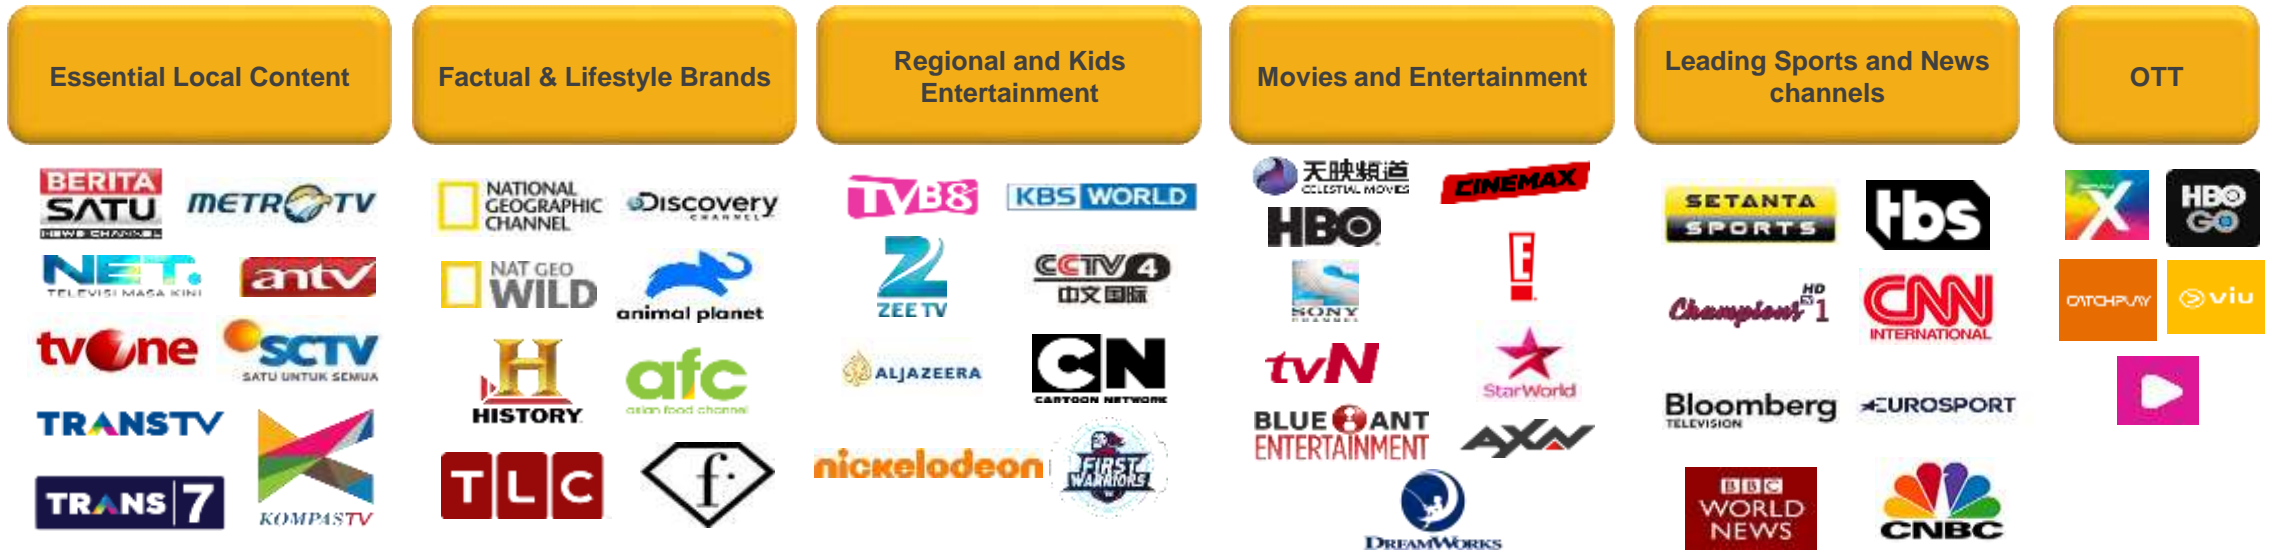 Essential Local Content
Factual & Lifestyle Brands
Regional and Kids
Entertainment
Movies and Entertainment
Leading Sports and News
channels
OTT
BERITA
SATU
NEWS CHANNEL
METRO TV
NET.
TELEVISI MASA KINI
antv
tvOne
SCTV
SATU UNTUK SEMUA
TRANSTV
TRANS|7
KOMPASTV
NATIONAL
GEOGRAPHIC
CHANNEL
Discovery
CHANNEL
NAT GEO
WILD
animal planet
H
HISTORY
afc
asian food channel
TLC
f.
TVB8
KBS WORLD
Z
ZEE TV
CCTV 4
中文国际
ALJAZEERA
CN
CARTOON NETWORK
nickelodeon
FIRST
WARRIORS
天映頻道
CELESTIAL MOVIES
CINEMAX
HBO
E!
S
SONY
CHANNEL
tvN
StarWorld
BLUE ANT
ENTERTAINMENT
AXN
DREAMWORKS
SETANTA
SPORTS
tbs
Champions 1
HD
CNN
INTERNATIONAL
Bloomberg
TELEVISION
EUROSPORT
BBC
WORLD
NEWS
CNBC
X
HBO
GO
CATCHPLAY
viu